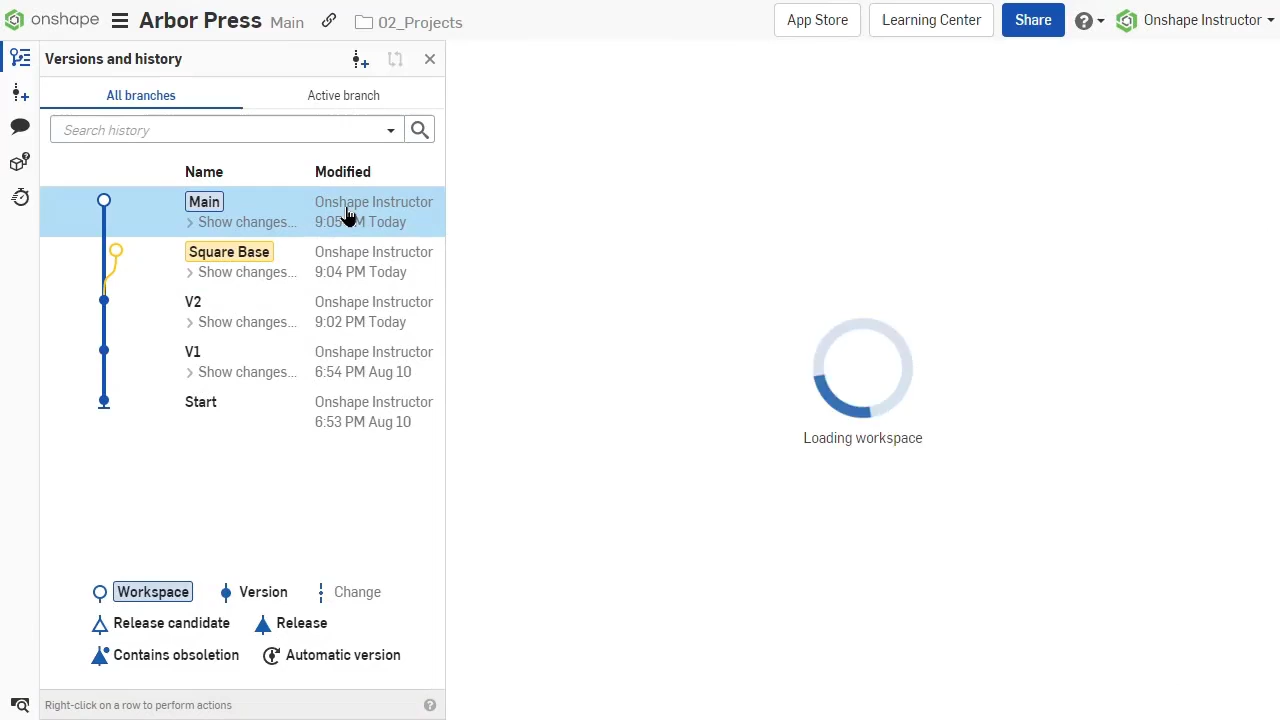 onshape Arbor Press Main 02_Projects App Store Learning Center Share Onshape Instructor
Versions and history
All branches Active branch
Search history
Name Modified
Main Onshape Instructor
Show changes... 9:05 PM Today
Square Base Onshape Instructor
Show changes... 9:04 PM Today
V2 Onshape Instructor
Show changes... 9:02 PM Today
V1 Onshape Instructor
Show changes... 6:54 PM Aug 10
Start Onshape Instructor
6:53 PM Aug 10
Loading workspace
Workspace Version Change
Release candidate Release
Contains obsoletion Automatic version
Right-click on a row to perform actions